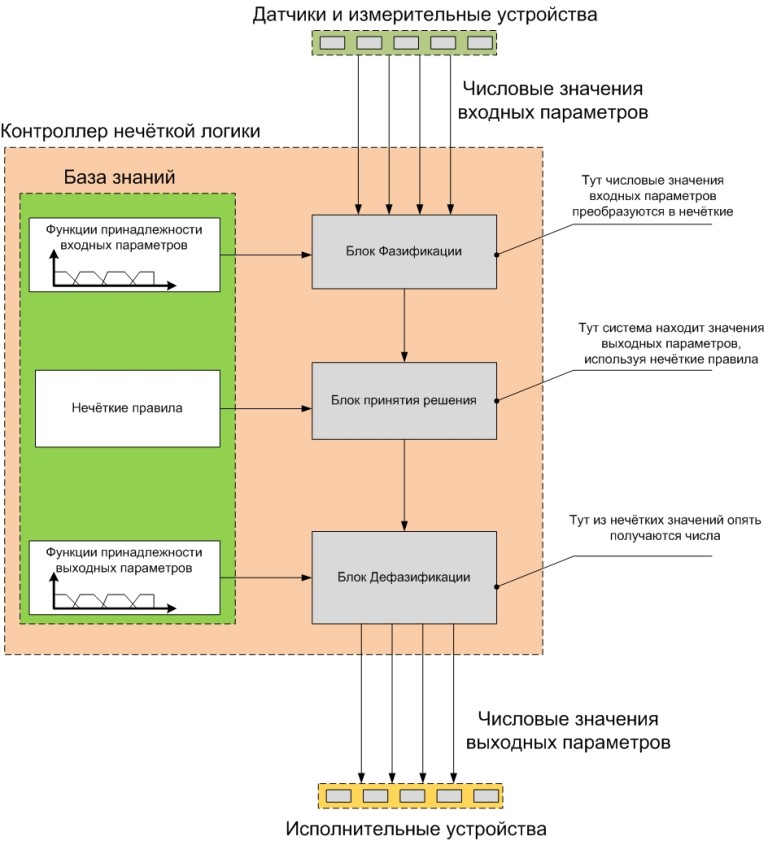 Датчики и измерительные устройства
Числовые значения
входных параметров
Контроллер нечёткой логики
База знаний
Функции принадлежности
входных параметров
Блок Фазификации
Тут числовые значения
входных параметров
преобразуются в нечёткие
Нечёткие правила
Блок принятия решения
Тут система находит значения
выходных параметров,
используя нечёткие правила
Функции принадлежности
выходных параметров
Блок Дефазификации
Тут из нечётких значений опять
получаются числа
Числовые значения
выходных параметров
Исполнительные устройства